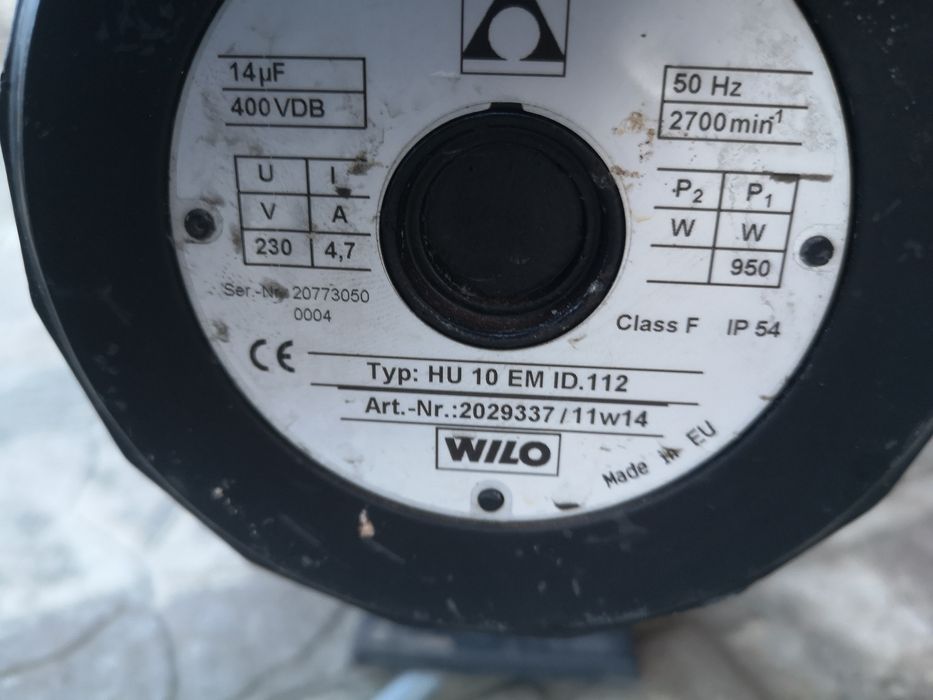 14µF
400VDB
50 Hz
2700min-1
U I
V A
230 4,7
P2 P1
W W
950
Ser.-Nr. 20773050
0004
Class F IP 54
CE
Typ: HU 10 EM ID.112
Art.-Nr.:2029337/11w14
WILO
Made in EU